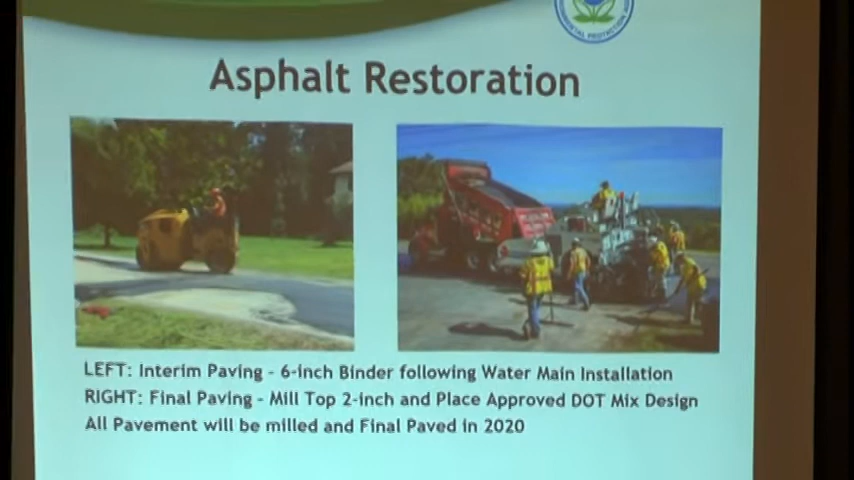 Asphalt Restoration
LEFT: Interim Paving - 6-inch Binder following Water Main Installation
RIGHT: Final Paving - Mill Top 2-inch and Place Approved DOT Mix Design
All Pavement will be milled and Final Paved in 2020